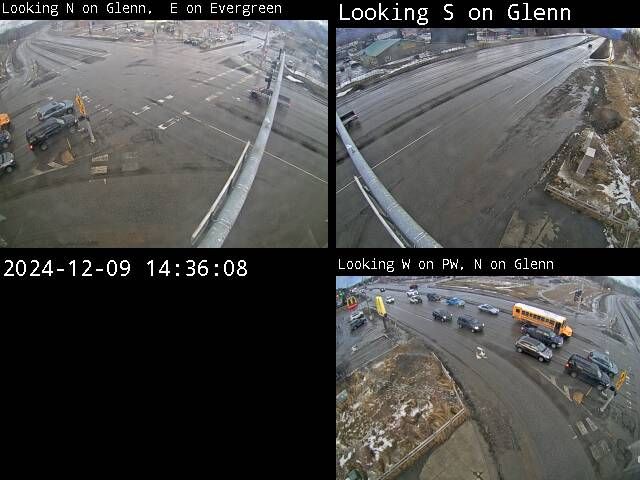 Looking N on Glenn,  E on Evergreen
Looking S on Glenn
2024-12-09 14:36:08
Looking W on PW, N on Glenn